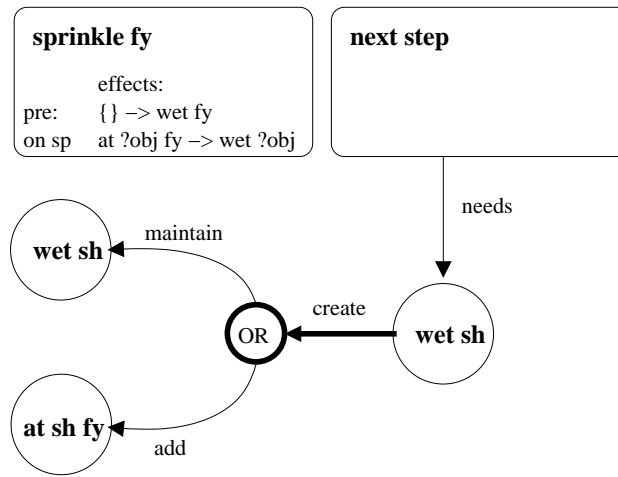 sprinkle fy
effects:
pre: {} −> wet fy
on sp at ?obj fy −> wet ?obj
next step
needs
wet sh
maintain
create
OR
wet sh
at sh fy
add